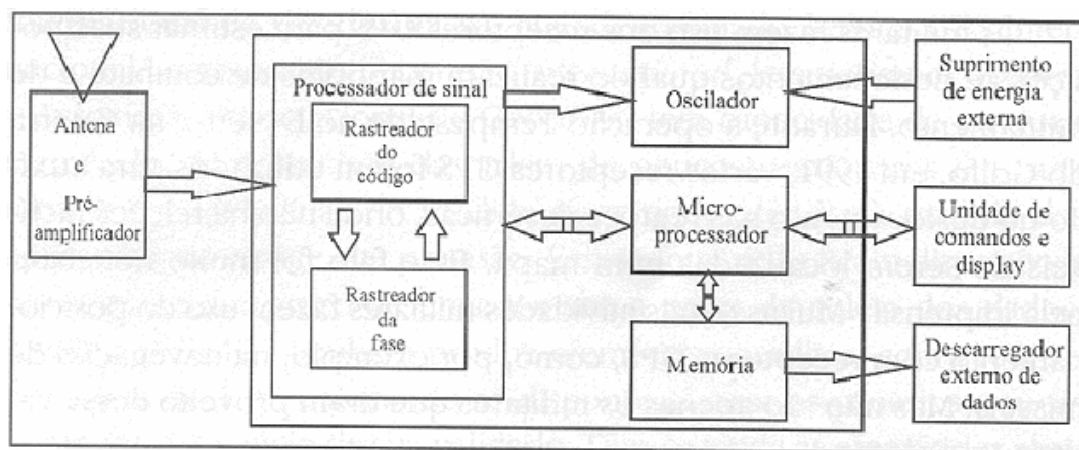 Antena
e
Pré-
amplificador
Processador de sinal
Rastreador
do
código
Rastreador
da
fase
Oscilador
Micro-
processador
Memória
Suprimento
de energia
externa
Unidade de
comandos e
display
Descarregador
externo de
dados